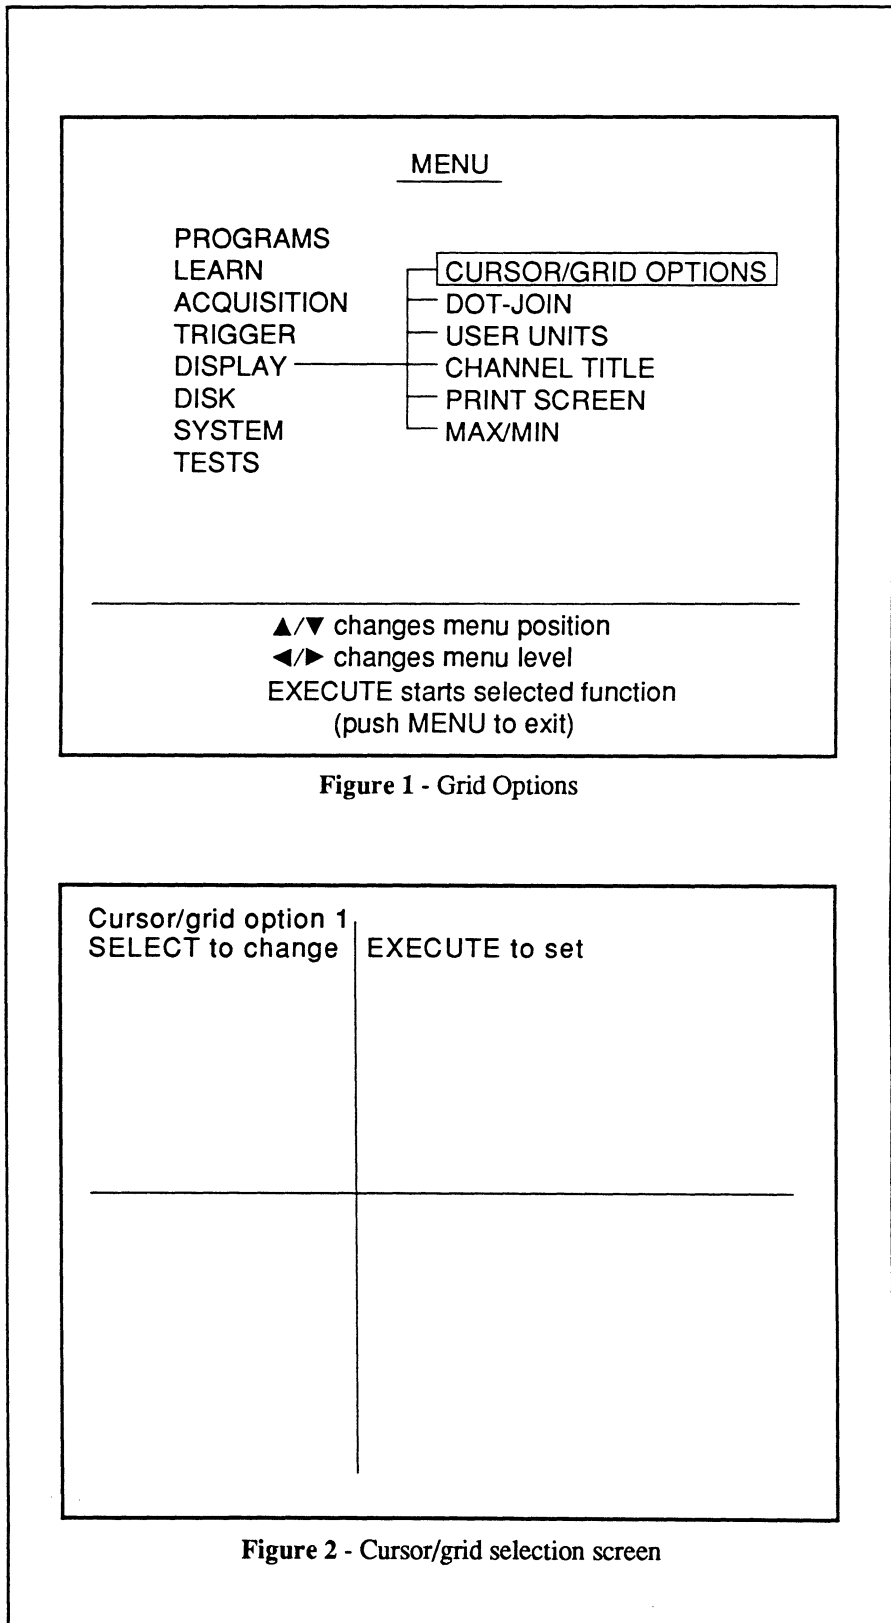 MENU
PROGRAMS
LEARN
ACQUISITION
TRIGGER
DISPLAY
DISK
SYSTEM
TESTS
CURSOR/GRID OPTIONS
DOT-JOIN
USER UNITS
CHANNEL TITLE
PRINT SCREEN
MAX/MIN
▲/▼ changes menu position
◀/▶ changes menu level
EXECUTE starts selected function
(push MENU to exit)
Figure 1 - Grid Options
Cursor/grid option 1
SELECT to change EXECUTE to set
Figure 2 - Cursor/grid selection screen